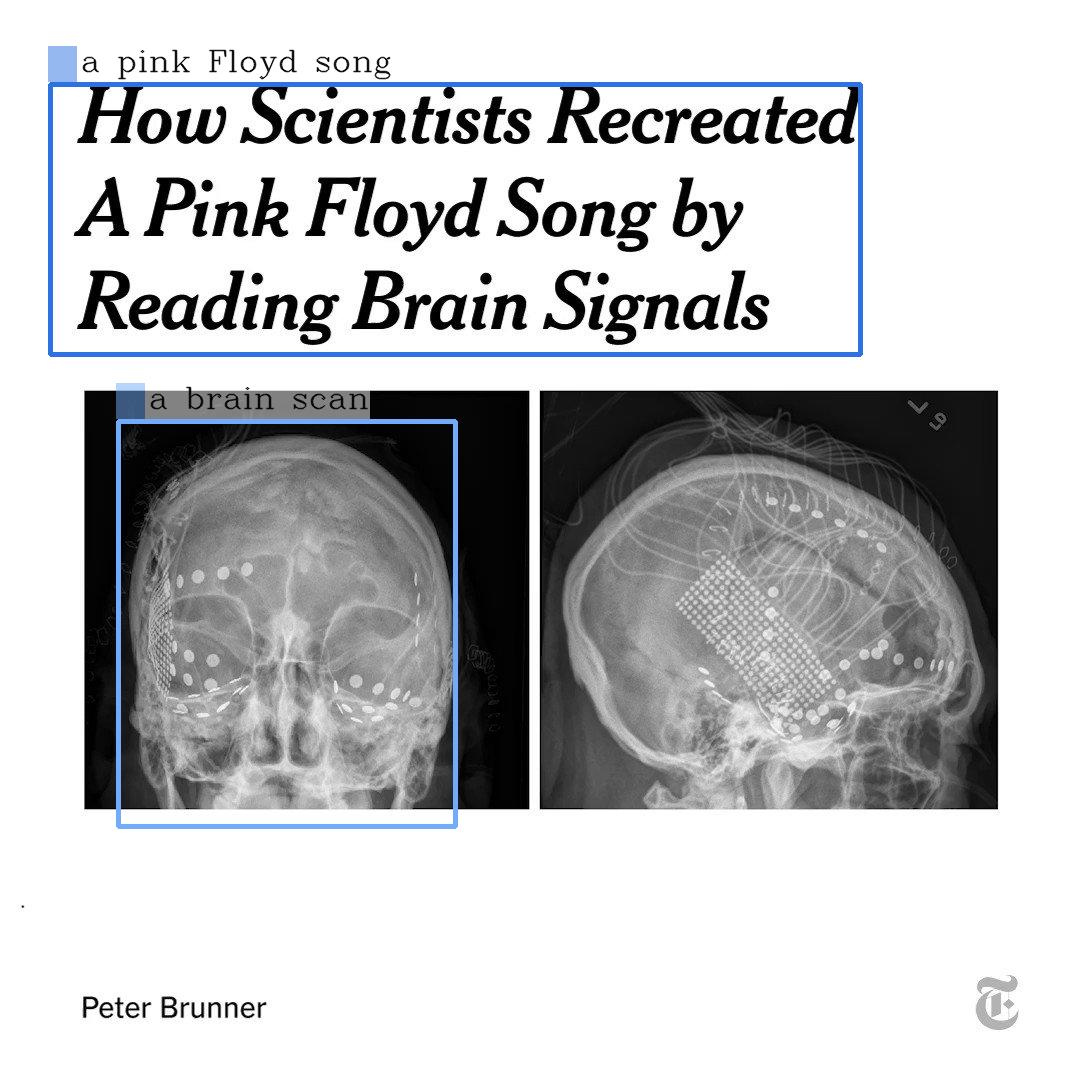 a pink Floyd song
How Scientists Recreated
A Pink Floyd Song by
Reading Brain Signals
a brain scan
Peter Brunner